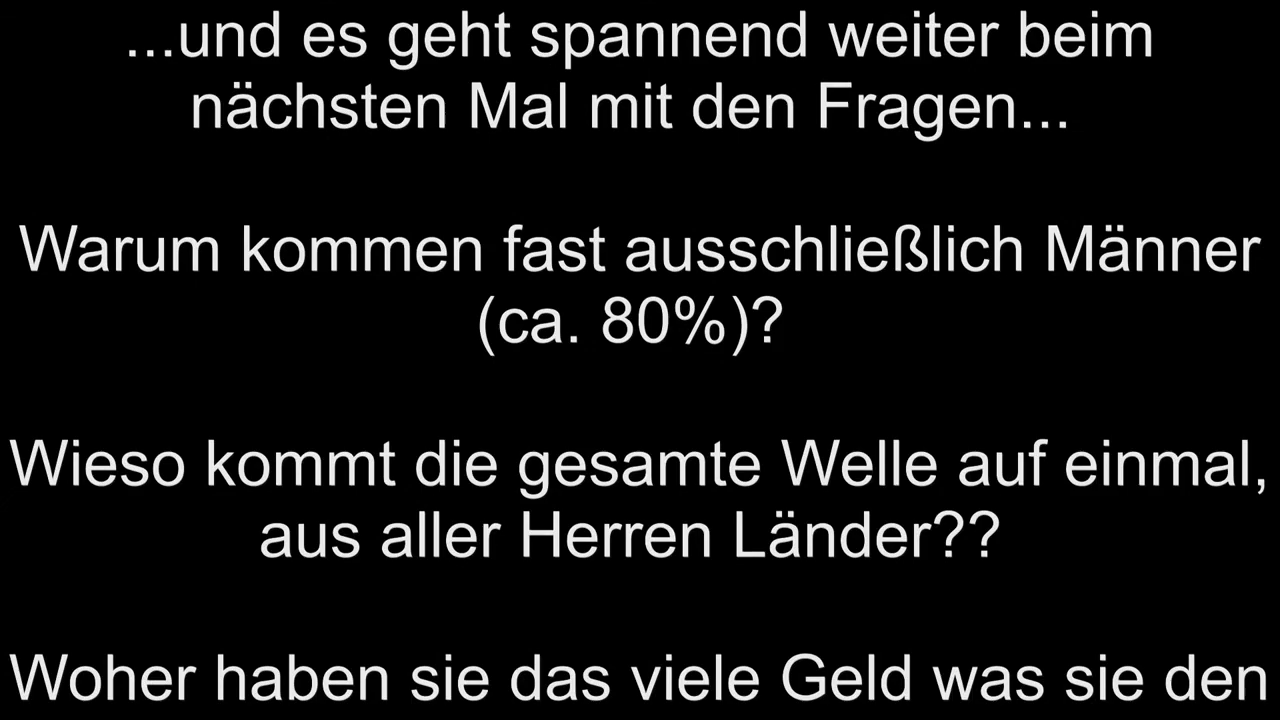 ...und es geht spannend weiter beim
nächsten Mal mit den Fragen...
Warum kommen fast ausschließlich Männer
(ca. 80%)?
Wieso kommt die gesamte Welle auf einmal,
aus aller Herren Länder??
Woher haben sie das viele Geld was sie den